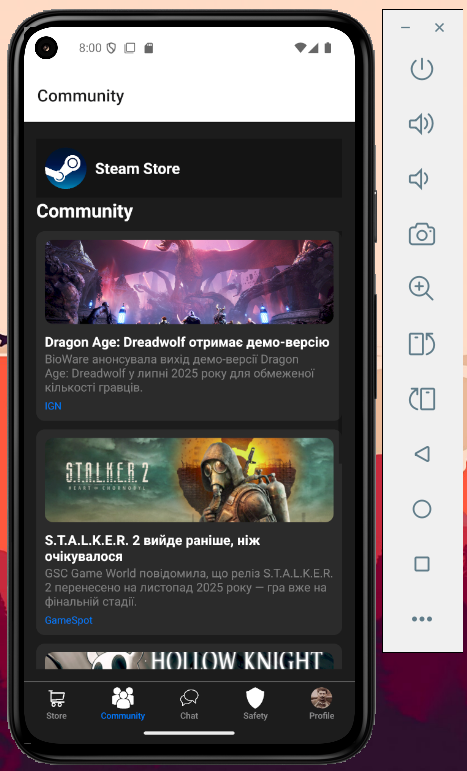 8:00
Community
Steam Store
Community
Dragon Age: Dreadwolf отримає демо-версію
BioWare анонсувала вихід демо-версії Dragon
Age: Dreadwolf у липні 2025 року для обмеженої
кількості гравців.
IGN
S.T.A.L.K.E.R. 2
HEART OF CHORNOBYL
S.T.A.L.K.E.R. 2 вийде раніше, ніж
очікувалося
GSC Game World повідомила, що реліз S.T.A.L.K.E.R.
2 перенесено на листопад 2025 року — гра вже на
фінальній стадії.
GameSpot
HOLLOW KNIGHT
Store
Community
Chat
Safety
Profile